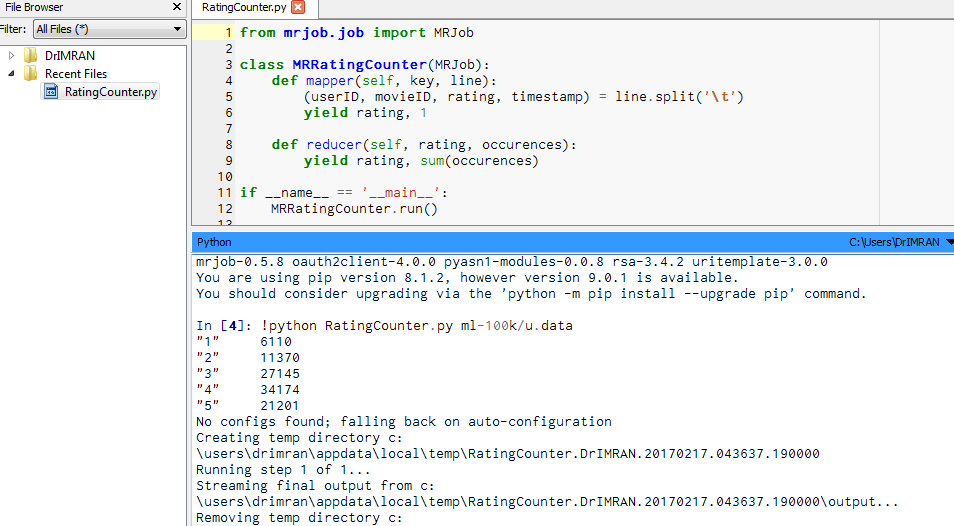 File Browser
RatingCounter.py
Filter: All Files (*)
DrIMRAN
Recent Files
RatingCounter.py
1 from mrjob.job import MRJob
2
3 class MRRatingCounter(MRJob):
4 def mapper(self, key, line):
5 (userID, movieID, rating, timestamp) = line.split('\t')
6 yield rating, 1
7
8 def reducer(self, rating, occurences):
9 yield rating, sum(occurences)
10
11 if __name__ == '__main__':
12 MRRatingCounter.run()
13
Python C:\Users\DrIMRAN
mrjob-0.5.8 oauth2client-4.0.0 pyasn1-modules-0.0.8 rsa-3.4.2 uritemplate-3.0.0
You are using pip version 8.1.2, however version 9.0.1 is available.
You should consider upgrading via the 'python -m pip install --upgrade pip' command.
In [4]: !python RatingCounter.py ml-100k/u.data
"1" 6110
"2" 11370
"3" 27145
"4" 34174
"5" 21201
No configs found; falling back on auto-configuration
Creating temp directory c:
\users\drimran\appdata\local\temp\RatingCounter.DrIMRAN.20170217.043637.190000
Running step 1 of 1...
Streaming final output from c:
\users\drimran\appdata\local\temp\RatingCounter.DrIMRAN.20170217.043637.190000\output...
Removing temp directory c: